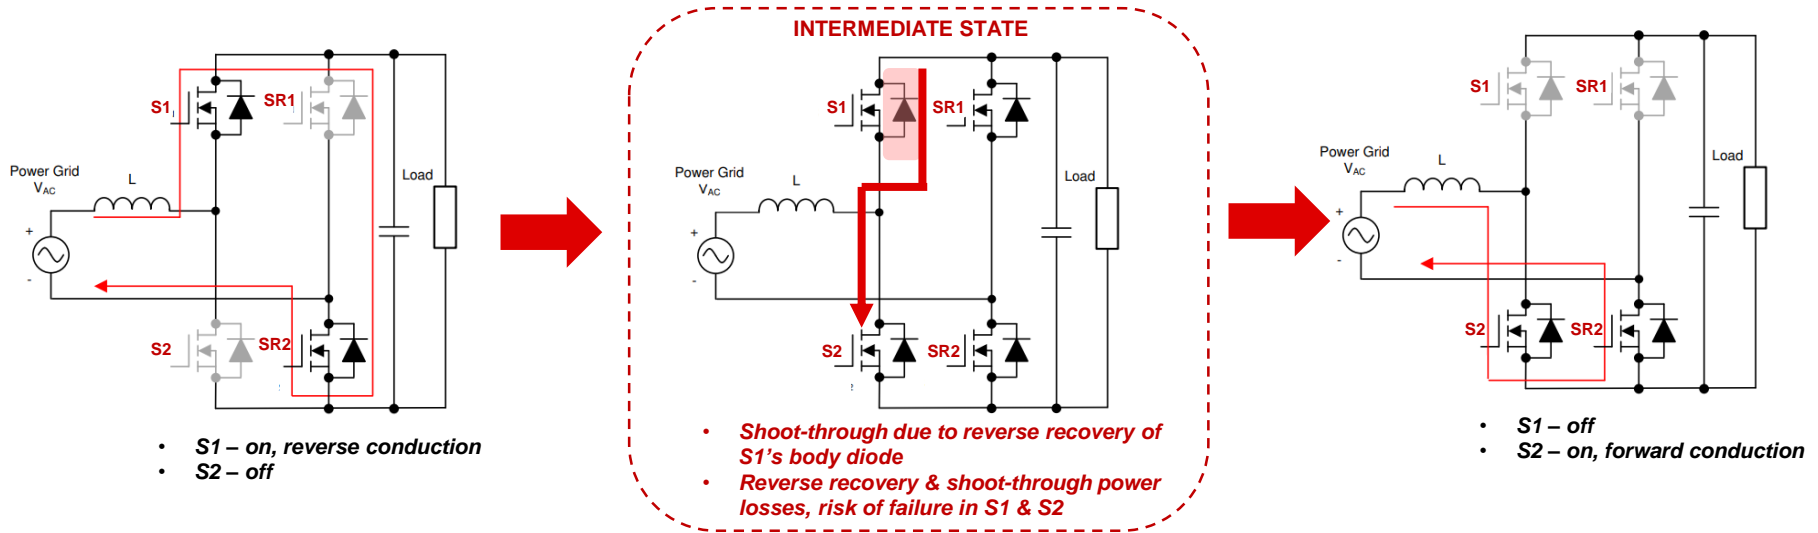 INTERMEDIATE STATE
S1
SR1
Power Grid
VAC
L
Load
+
-
S2
SR2
• S1 – on, reverse conduction
• S2 – off
S1
SR1
Power Grid
VAC
L
Load
+
-
S2
SR2
• Shoot-through due to reverse recovery of
S1's body diode
• Reverse recovery & shoot-through power
losses, risk of failure in S1 & S2
S1
SR1
Power Grid
VAC
L
Load
+
-
S2
SR2
• S1 – off
• S2 – on, forward conduction